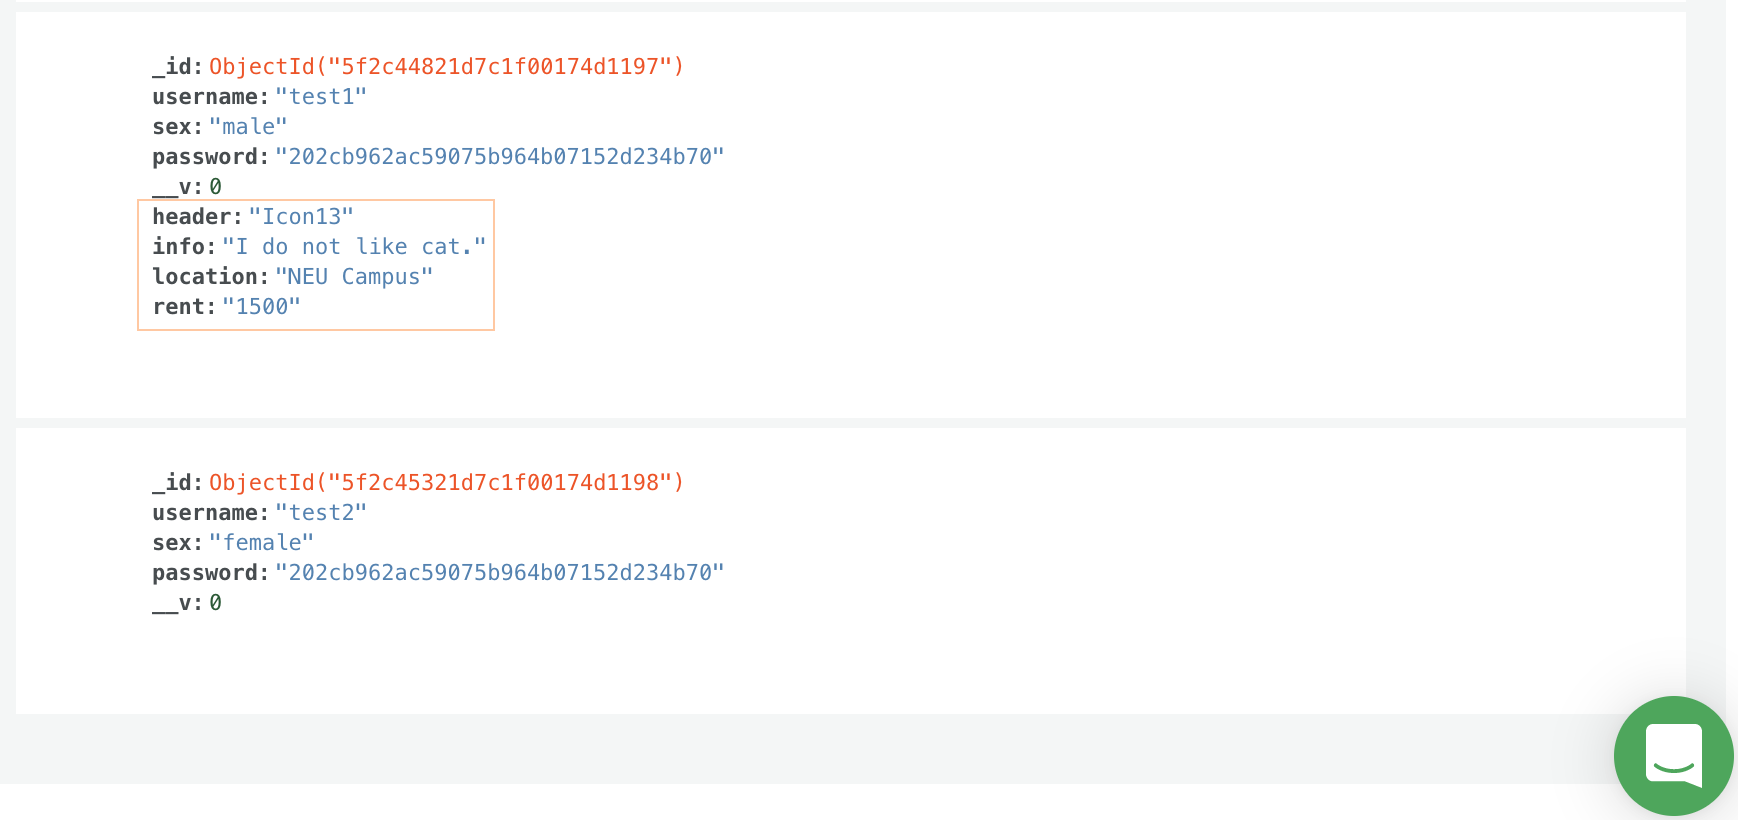 _id: ObjectId("5f2c44821d7c1f00174d1197")
username: "test1"
sex: "male"
password: "202cb962ac59075b964b07152d234b70"
__v: 0
header: "Icon13"
info: "I do not like cat."
location: "NEU Campus"
rent: "1500"
_id: ObjectId("5f2c45321d7c1f00174d1198")
username: "test2"
sex: "female"
password: "202cb962ac59075b964b07152d234b70"
__v: 0